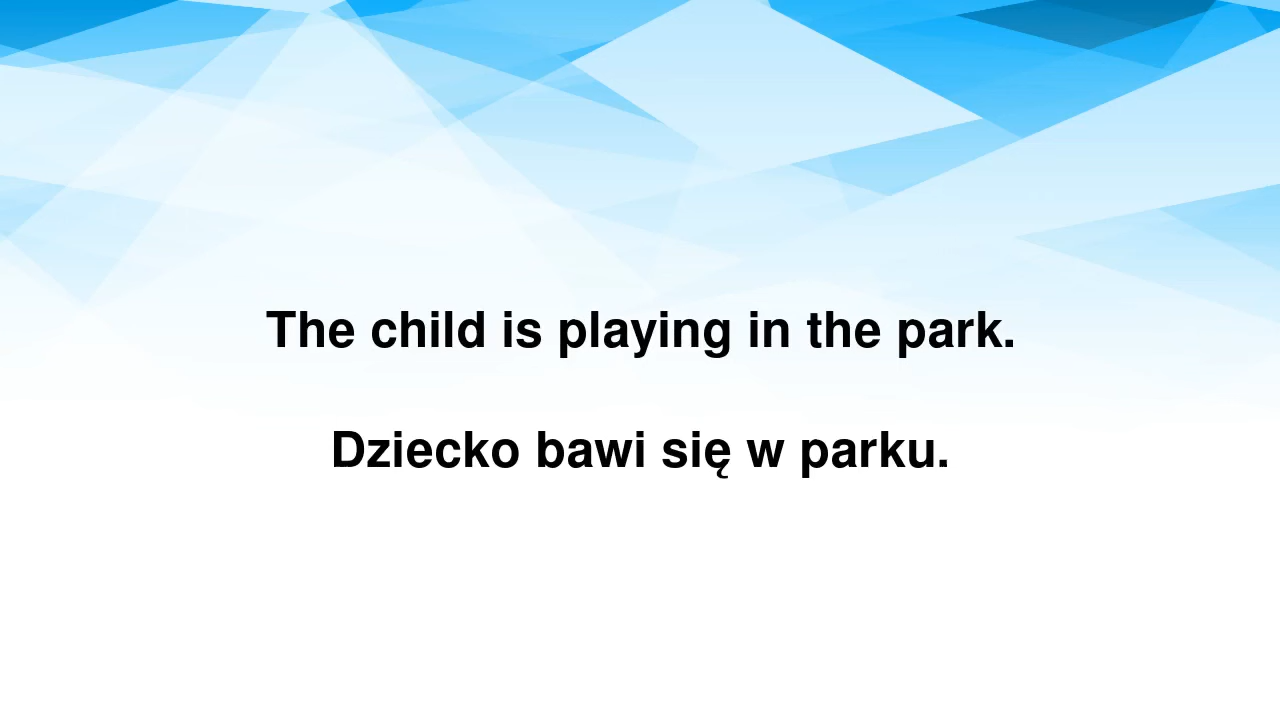 The child is playing in the park.
Dziecko bawi się w parku.